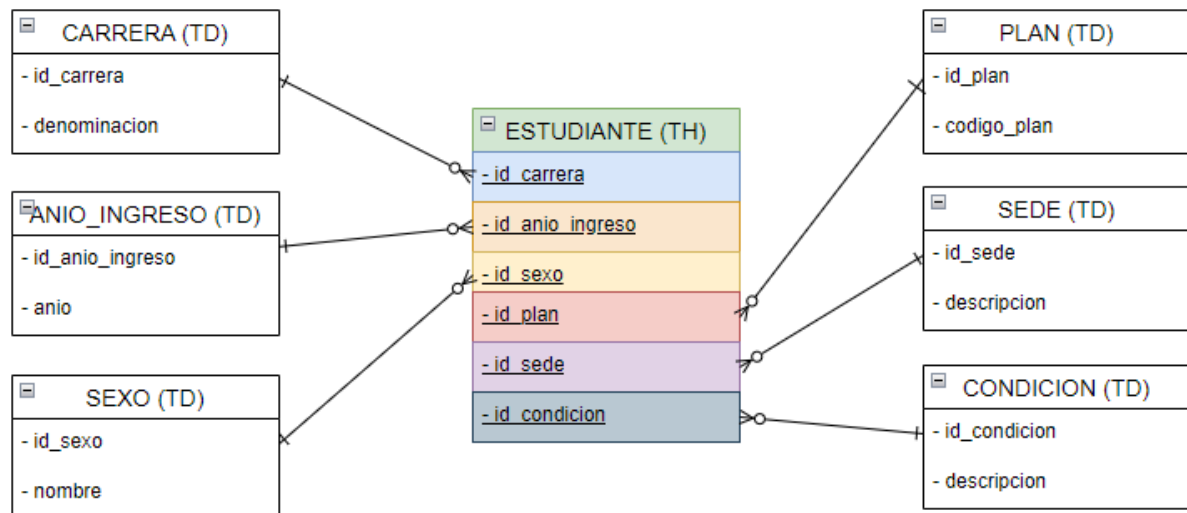 CARRERA (TD)
- id_carrera
- denominacion
ANIO_INGRESO (TD)
- id_anio_ingreso
- anio
SEXO (TD)
- id_sexo
- nombre
ESTUDIANTE (TH)
- id_carrera
- id_anio_ingreso
- id_sexo
- id_plan
- id_sede
- id_condicion
PLAN (TD)
- id_plan
- codigo_plan
SEDE (TD)
- id_sede
- descripcion
CONDICION (TD)
- id_condicion
- descripcion